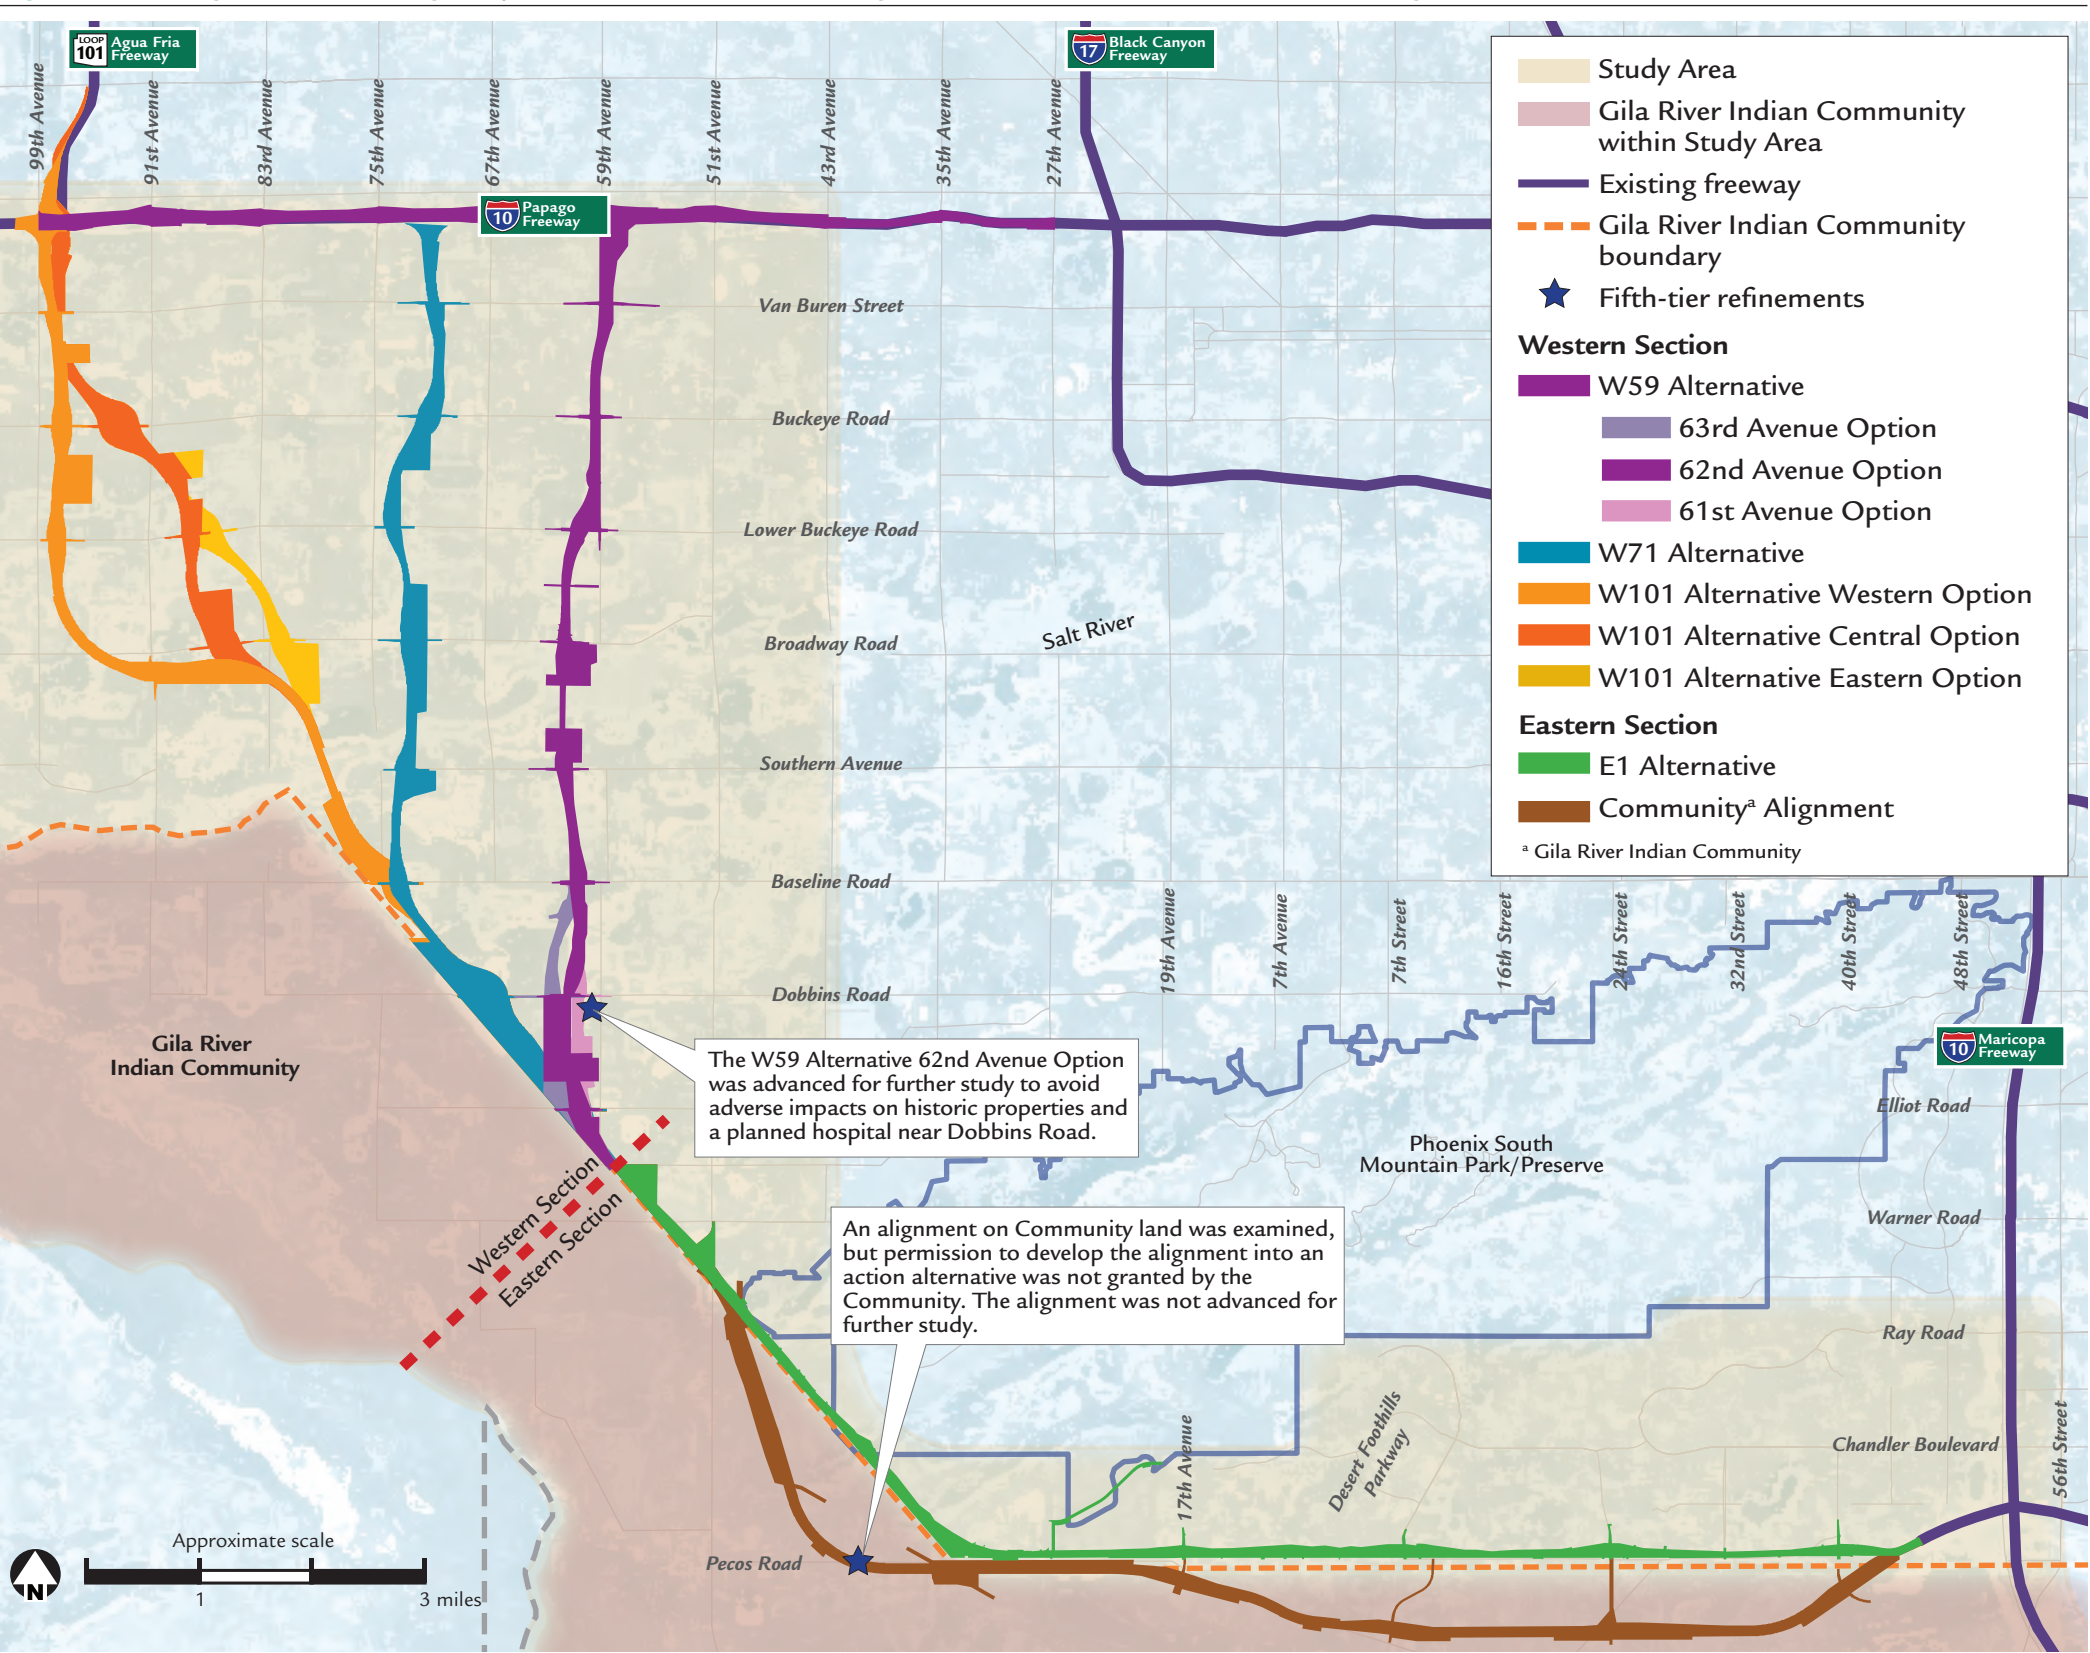 LOOP
101
Agua Fria
Freeway
17
Black Canyon
Freeway
99th Avenue
91st Avenue
83rd Avenue
75th Avenue
67th Avenue
59th Avenue
51st Avenue
43rd Avenue
35th Avenue
27th Avenue
10
Papago
Freeway
Van Buren Street
Buckeye Road
Lower Buckeye Road
Broadway Road
Salt River
Southern Avenue
Baseline Road
Dobbins Road
Study Area
Gila River Indian Community
within Study Area
Existing freeway
Gila River Indian Community
boundary
Fifth-tier refinements
Western Section
W59 Alternative
63rd Avenue Option
62nd Avenue Option
61st Avenue Option
W71 Alternative
W101 Alternative Western Option
W101 Alternative Central Option
W101 Alternative Eastern Option
Eastern Section
E1 Alternative
Communityᵃ Alignment
ᵃ Gila River Indian Community
19th Avenue
7th Avenue
7th Street
16th Street
24th Street
32nd Street
40th Street
48th Street
10
Maricopa
Freeway
Gila River
Indian Community
The W59 Alternative 62nd Avenue Option
was advanced for further study to avoid
adverse impacts on historic properties and
a planned hospital near Dobbins Road.
Elliot Road
Phoenix South
Mountain Park/Preserve
Western Section
Eastern Section
Warner Road
An alignment on Community land was examined,
but permission to develop the alignment into an
action alternative was not granted by the
Community. The alignment was not advanced for
further study.
Ray Road
Desert Foothills
Parkway
17th Avenue
Chandler Boulevard
56th Street
Pecos Road
Approximate scale
1
3 miles
N